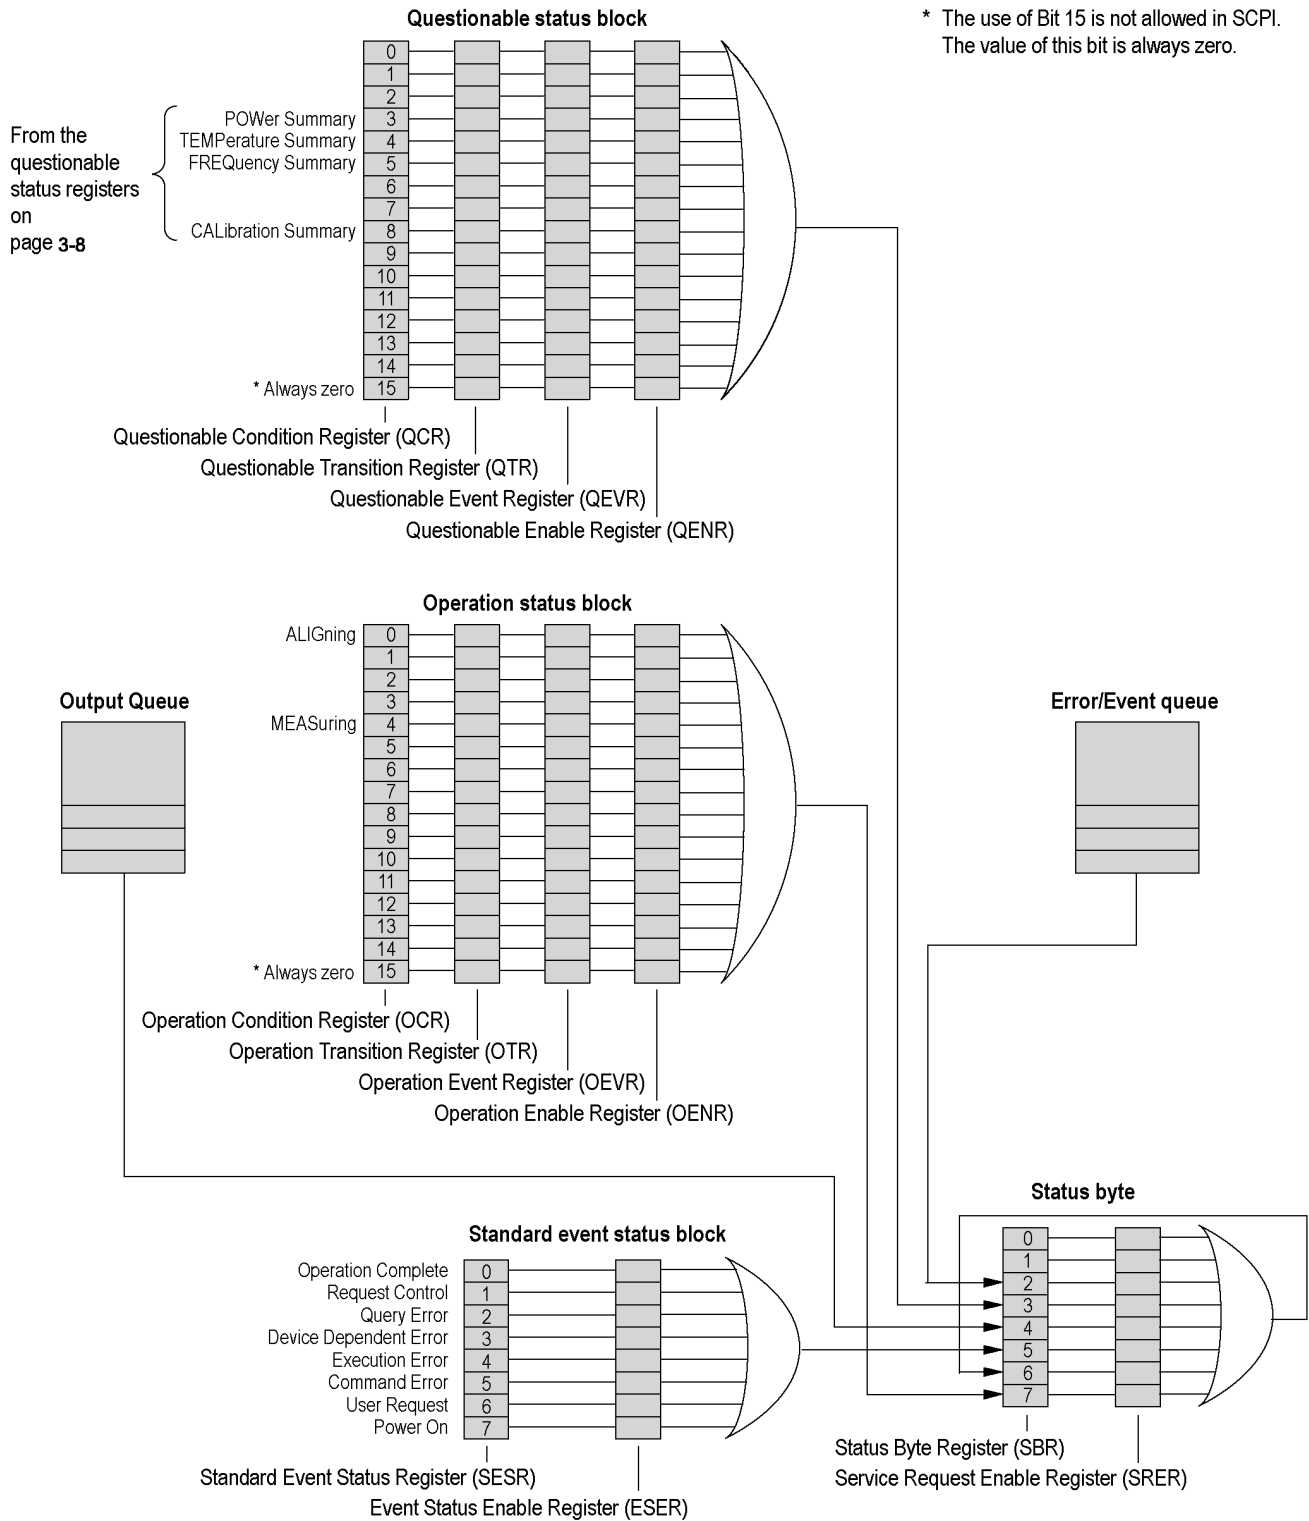 Questionable status block
* The use of Bit 15 is not allowed in SCPI.
The value of this bit is always zero.
0
1
2
POWer Summary 3
TEMPerature Summary 4
FREQuency Summary 5
6
7
CALibration Summary 8
9
10
11
12
13
14
* Always zero 15
From the
questionable
status registers
on
page 3-8
Questionable Condition Register (QCR)
Questionable Transition Register (QTR)
Questionable Event Register (QEVR)
Questionable Enable Register (QENR)
Operation status block
ALIGning 0
1
2
3
MEASuring 4
5
6
7
8
9
10
11
12
13
14
* Always zero 15
Output Queue
Error/Event queue
Operation Condition Register (OCR)
Operation Transition Register (OTR)
Operation Event Register (OEVR)
Operation Enable Register (OENR)
Standard event status block
Operation Complete 0
Request Control 1
Query Error 2
Device Dependent Error 3
Execution Error 4
Command Error 5
User Request 6
Power On 7
Standard Event Status Register (SESR)
Event Status Enable Register (ESER)
Status byte
0
1
2
3
4
5
6
7
Status Byte Register (SBR)
Service Request Enable Register (SRER)